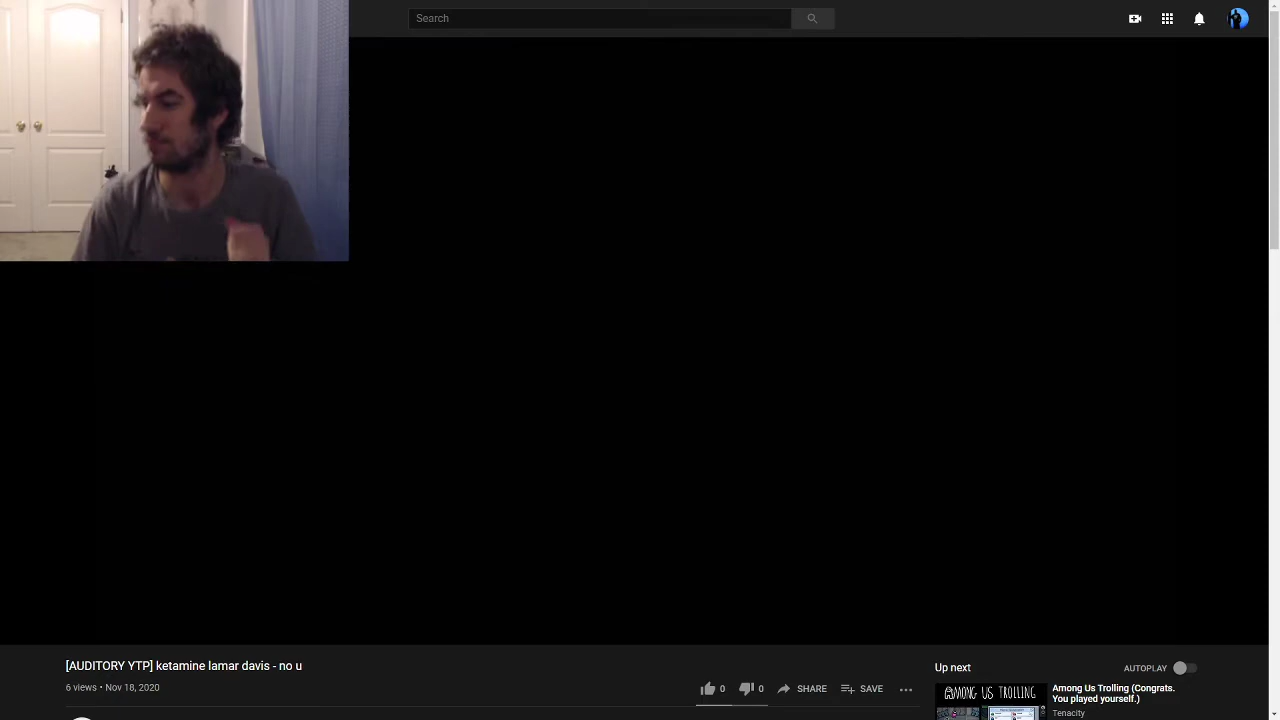 Search
[AUDITORY YTP] ketamine lamar davis - no u
6 views • Nov 18, 2020
0
0
SHARE
SAVE
Up next
AUTOPLAY
AMONG US TROLLING
Among Us Trolling (Congrats.
You played yourself.)
Tenacity